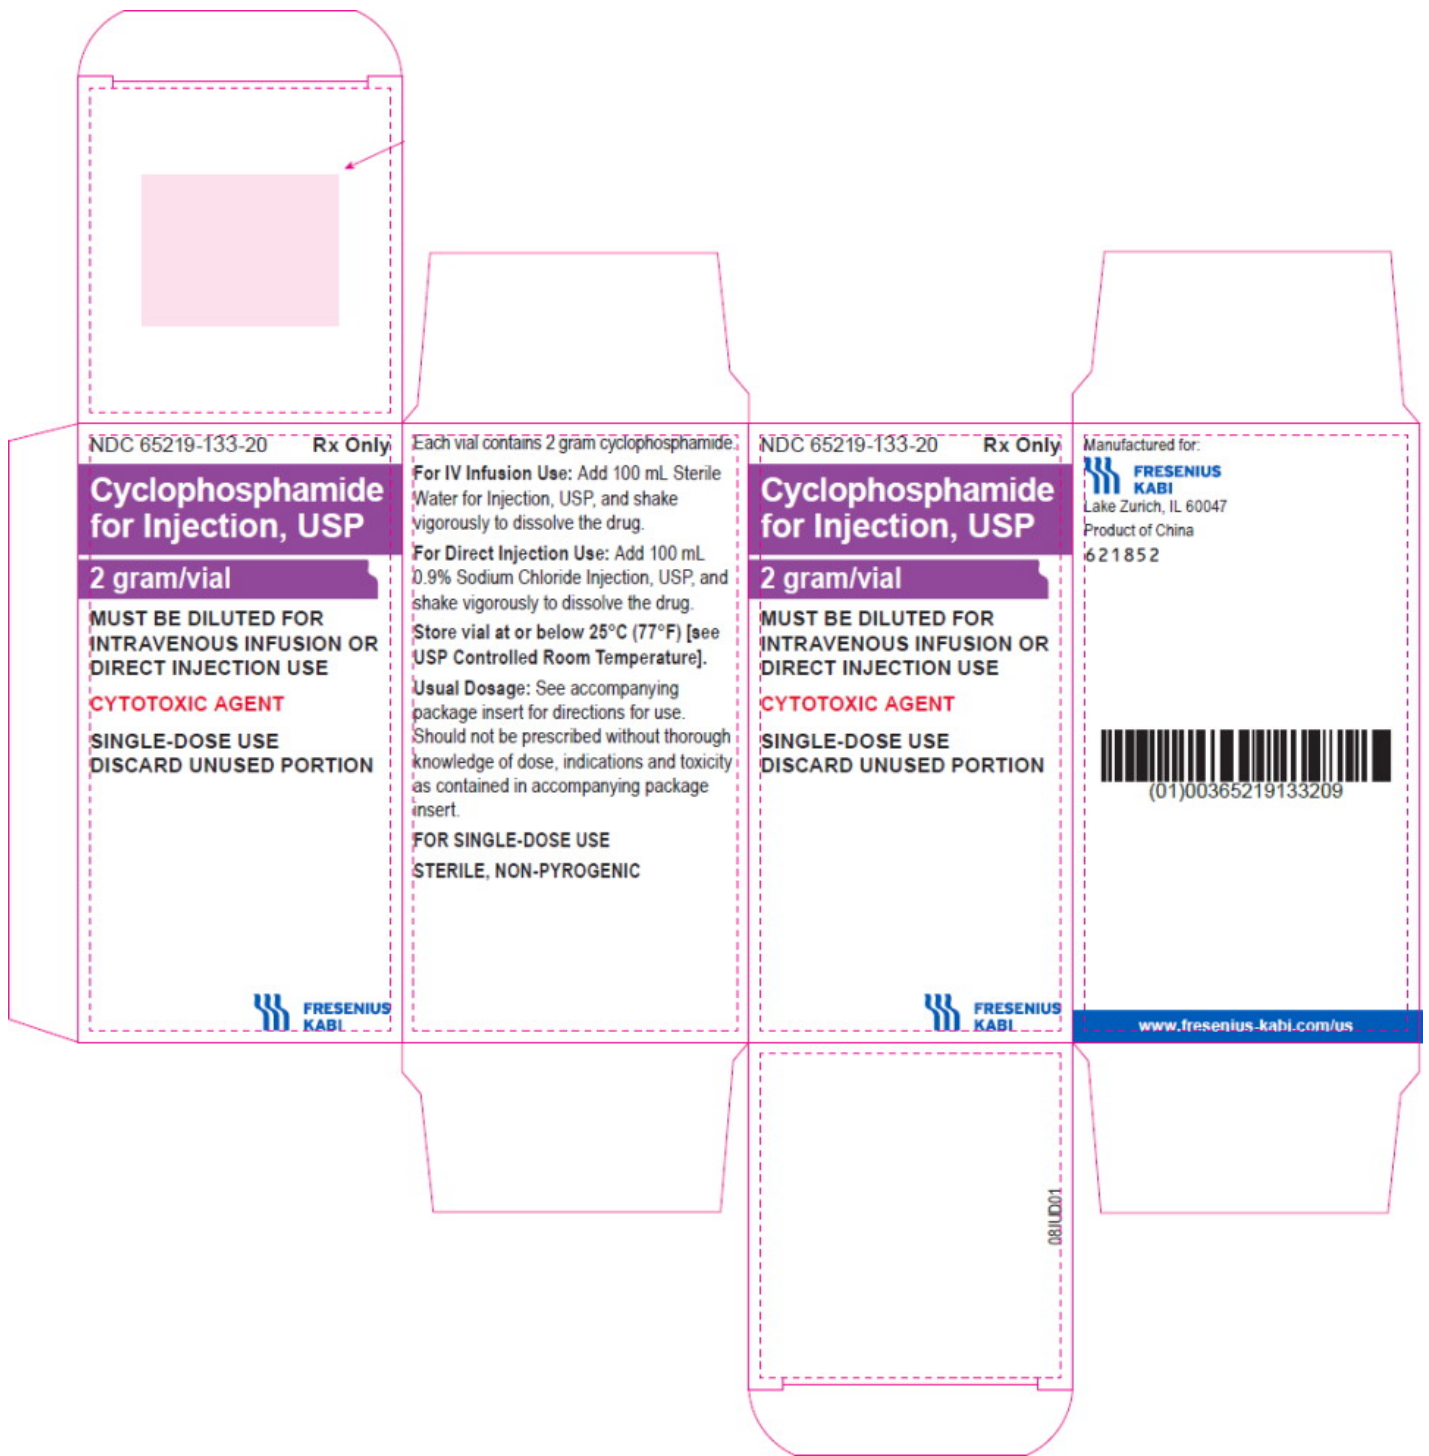 NDC 65219-133-20 Rx Only
Cyclophosphamide
for Injection, USP
2 gram/vial
MUST BE DILUTED FOR
INTRAVENOUS INFUSION OR
DIRECT INJECTION USE
CYTOTOXIC AGENT
SINGLE-DOSE USE
DISCARD UNUSED PORTION
FRESENIUS
KABI
Each vial contains 2 gram cyclophosphamide.
For IV Infusion Use: Add 100 mL Sterile
Water for Injection, USP, and shake
vigorously to dissolve the drug.
For Direct Injection Use: Add 100 mL
0.9% Sodium Chloride Injection, USP, and
shake vigorously to dissolve the drug.
Store vial at or below 25°C (77°F) [see
USP Controlled Room Temperature].
Usual Dosage: See accompanying
package insert for directions for use.
Should not be prescribed without thorough
knowledge of dose, indications and toxicity
as contained in accompanying package
insert.
FOR SINGLE-DOSE USE
STERILE, NON-PYROGENIC
NDC 65219-133-20 Rx Only
Cyclophosphamide
for Injection, USP
2 gram/vial
MUST BE DILUTED FOR
INTRAVENOUS INFUSION OR
DIRECT INJECTION USE
CYTOTOXIC AGENT
SINGLE-DOSE USE
DISCARD UNUSED PORTION
FRESENIUS
KABI
Manufactured for:
FRESENIUS
KABI
Lake Zurich, IL 60047
Product of China
621852
(01)00365219133209
www.fresenius-kabi.com/us
08JUD01